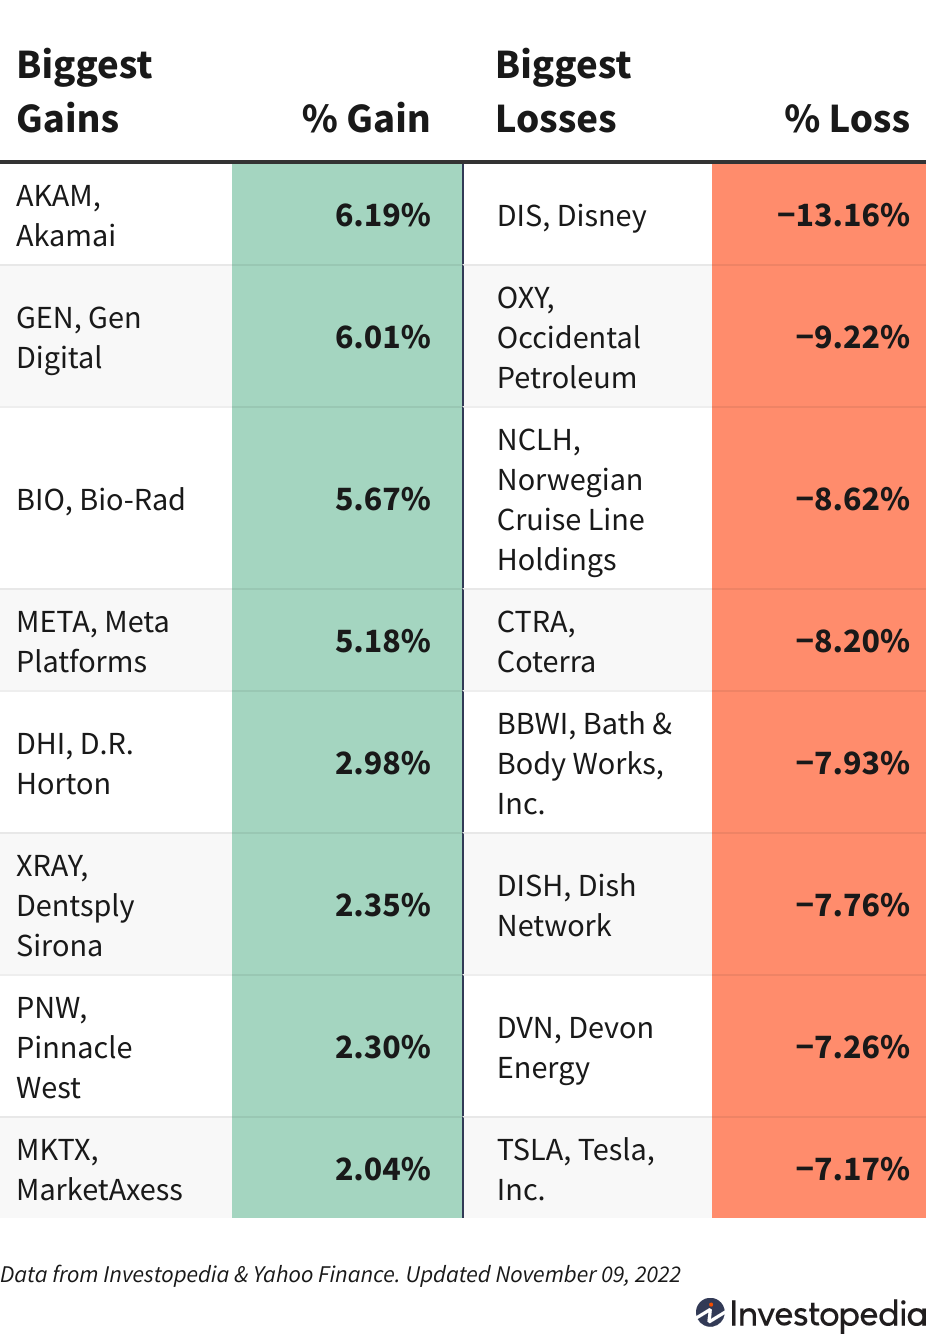 Biggest
Gains
% Gain
Biggest
Losses
% Loss
AKAM,
Akamai
6.19%
DIS, Disney
−13.16%
GEN, Gen
Digital
6.01%
OXY,
Occidental
Petroleum
−9.22%
BIO, Bio-Rad
5.67%
NCLH,
Norwegian
Cruise Line
Holdings
−8.62%
META, Meta
Platforms
5.18%
CTRA,
Coterra
−8.20%
DHI, D.R.
Horton
2.98%
BBWI, Bath &
Body Works,
Inc.
−7.93%
XRAY,
Dentsply
Sirona
2.35%
DISH, Dish
Network
−7.76%
PNW,
Pinnacle
West
2.30%
DVN, Devon
Energy
−7.26%
MKTX,
MarketAxess
2.04%
TSLA, Tesla,
Inc.
−7.17%
Data from Investopedia & Yahoo Finance. Updated November 09, 2022
Investopedia